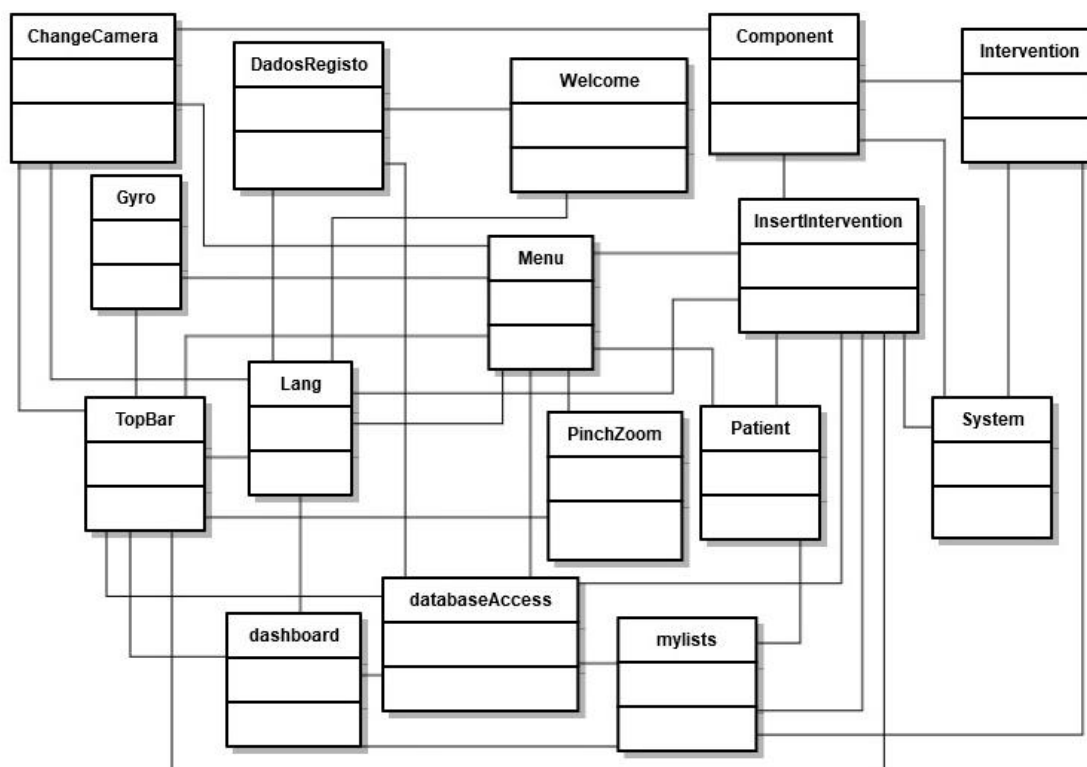 ChangeCamera
Component
Intervention
DadosRegisto
Welcome
Gyro
InsertIntervention
Menu
Lang
TopBar
PinchZoom
Patient
System
databaseAccess
dashboard
mylists